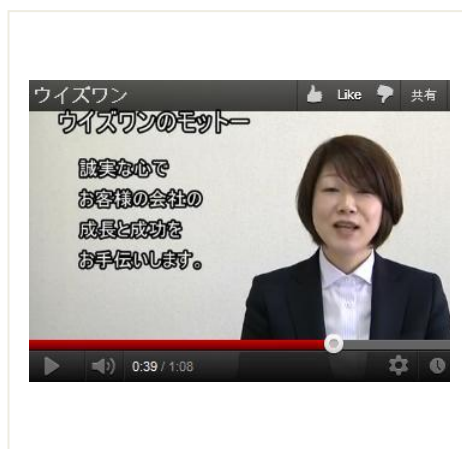 ウイズワン Like 共有
ウイズワンのモットー
誠実な心で
お客様の会社の
成長と成功を
お手伝いします。
0:39 / 1:08